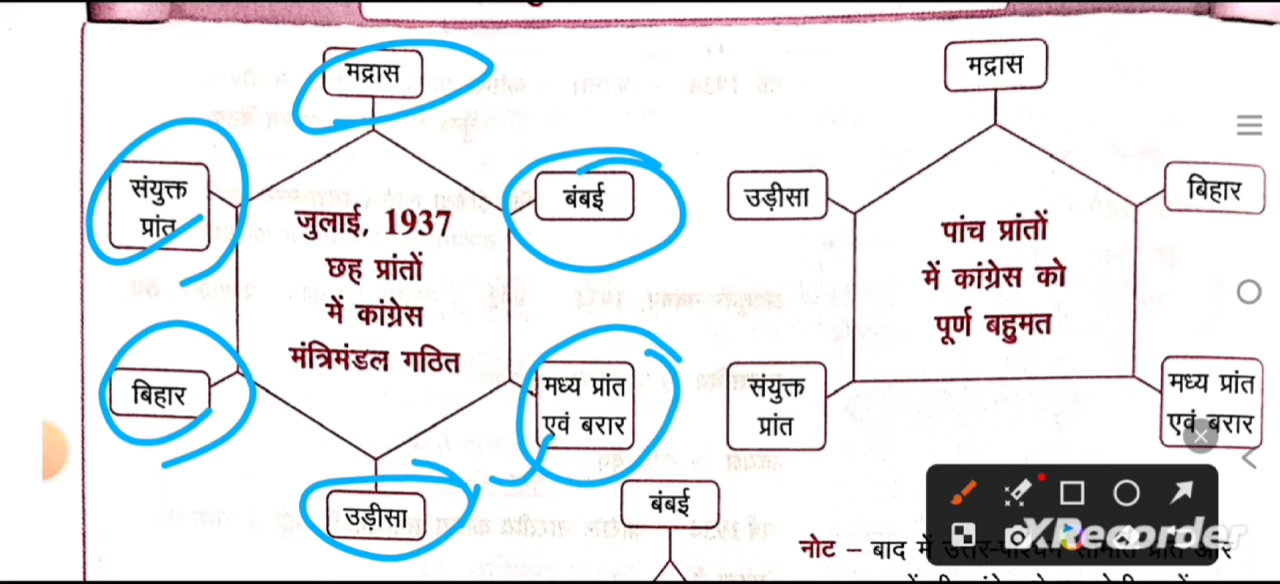 मद्रास
संयुक्त
प्रांत
बंबई
जुलाई, 1937
छह प्रांतों
में कांग्रेस
मंत्रिमंडल गठित
बिहार
मध्य प्रांत
एवं बरार
उड़ीसा
मद्रास
उड़ीसा
बिहार
पांच प्रांतों
में कांग्रेस को
पूर्ण बहुमत
संयुक्त
प्रांत
मध्य प्रांत
एवं बरार
बंबई
नोट – बाद में
XRecorder